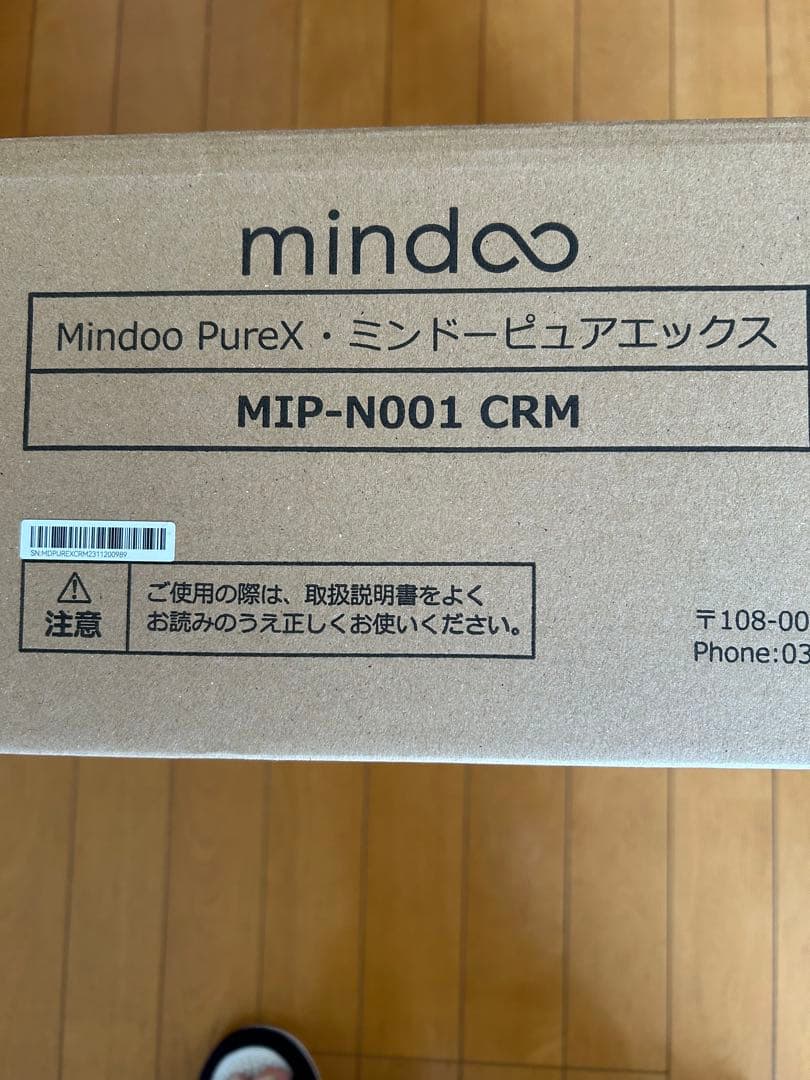 mindoo
Mindoo PureX・ミンドーピュアエックス
MIP-N001 CRM
SN:MDPUREXCRM2311200989
注意
ご使用の際は、取扱説明書をよく
お読みのうえ正しくお使いください。
〒108-00
Phone:03